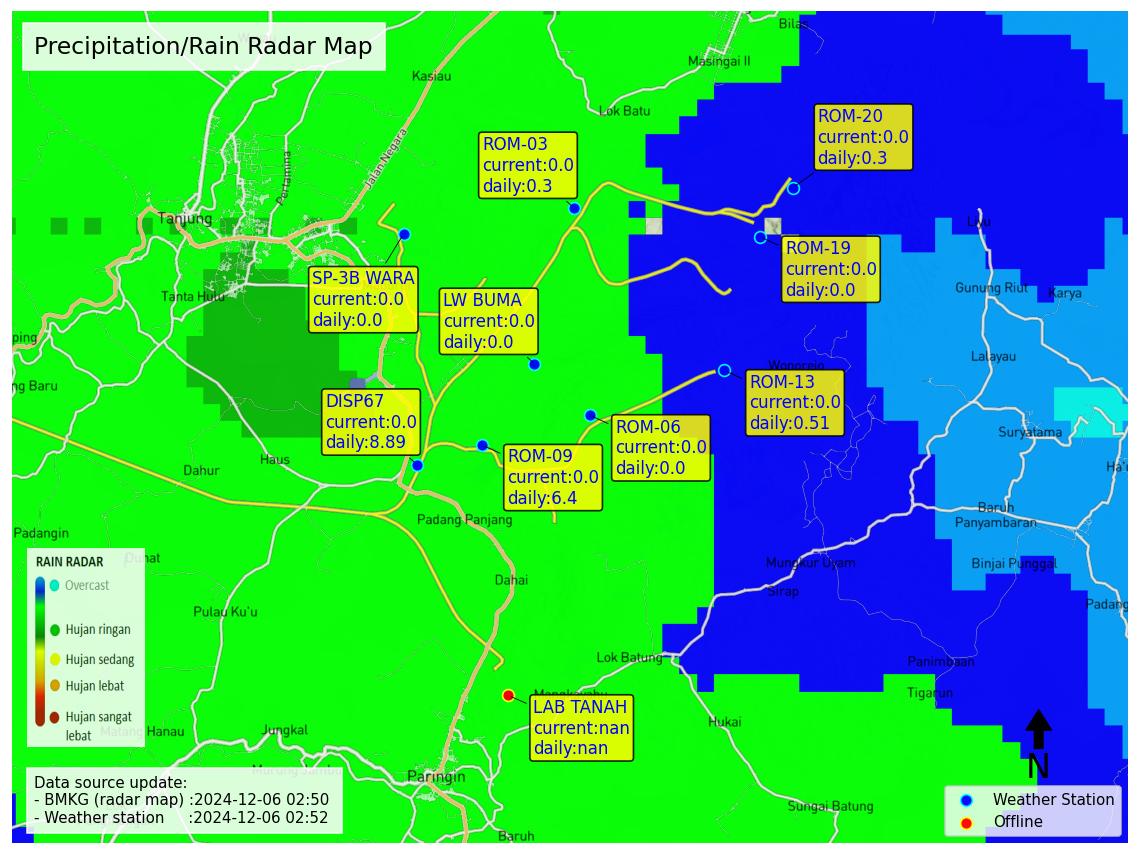 Precipitation/Rain Radar Map
Bilas
Masingai II
Kasiau
Lok Batu
ROM-20
current:0.0
daily:0.3
ROM-03
current:0.0
daily:0.3
Jalan Negara
Pertamina
Tanjung
Liyu
ROM-19
current:0.0
daily:0.0
SP-3B WARA
current:0.0
daily:0.0
LW BUMA
current:0.0
daily:0.0
Tanta Hulu
Gunung Riut
Karya
ping
Lalayau
Wonorejo
ng Baru
ROM-13
current:0.0
daily:0.51
DISP67
current:0.0
daily:8.89
ROM-06
current:0.0
daily:0.0
Suryatama
ROM-09
current:0.0
daily:6.4
Haus
Dahur
Ha'u
Baruh
Panyambaran
Padang Panjang
Padangin
Mungkur Uyam
Binjai Punggal
Dahai
Sirap
Padang
Pulau Ku`u
RAIN RADAR
Overcast
Hujan ringan
Hujan sedang
Hujan lebat
Hujan sangat
lebat
Lok Batung
Panimbaan
Tigarun
LAB TANAH
current:nan
daily:nan
Hukai
Jungkal
Paringin
Sungai Batung
Baruh
N
Data source update:
- BMKG (radar map) :2024-12-06 02:50
- Weather station :2024-12-06 02:52
Weather Station
Offline